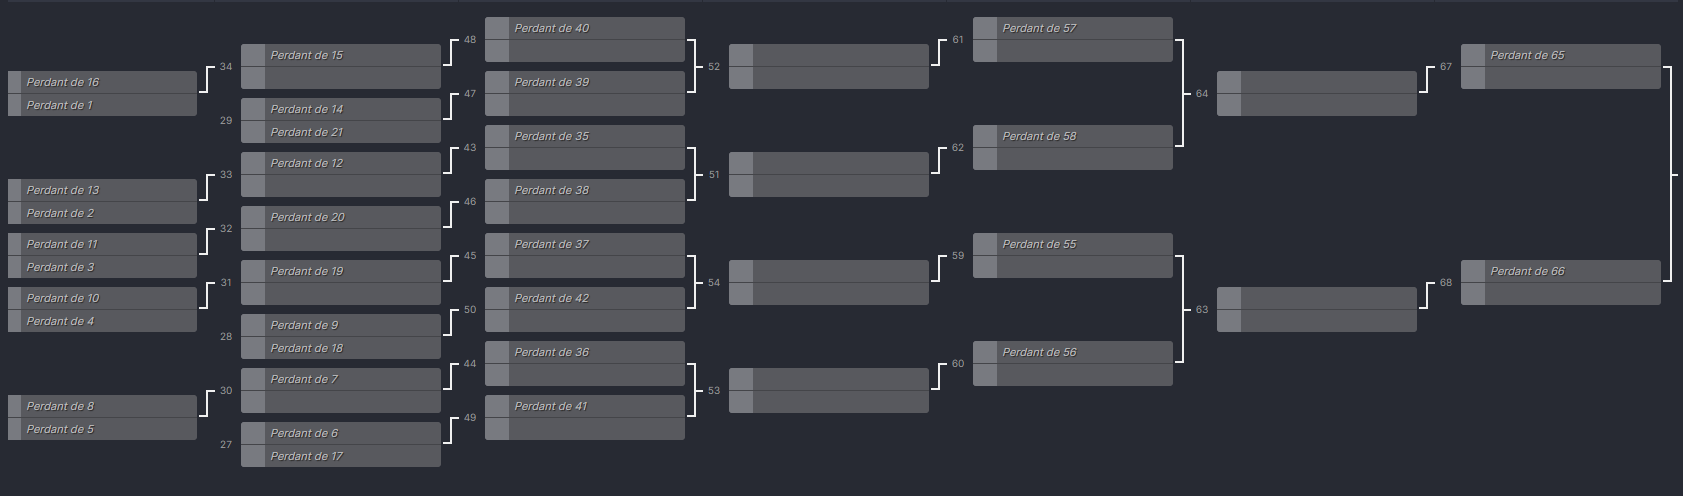 Perdant de 16
Perdant de 1
Perdant de 13
Perdant de 2
Perdant de 11
Perdant de 3
Perdant de 10
Perdant de 4
Perdant de 8
Perdant de 5
34
Perdant de 15
29
Perdant de 14
Perdant de 21
33
Perdant de 12
32
Perdant de 20
31
Perdant de 19
28
Perdant de 9
Perdant de 18
30
Perdant de 7
27
Perdant de 6
Perdant de 17
48
Perdant de 40
47
Perdant de 39
43
Perdant de 35
46
Perdant de 38
45
Perdant de 37
50
Perdant de 42
44
Perdant de 36
49
Perdant de 41
52
51
54
53
61
Perdant de 57
62
Perdant de 58
59
Perdant de 55
60
Perdant de 56
64
63
67
Perdant de 65
68
Perdant de 66